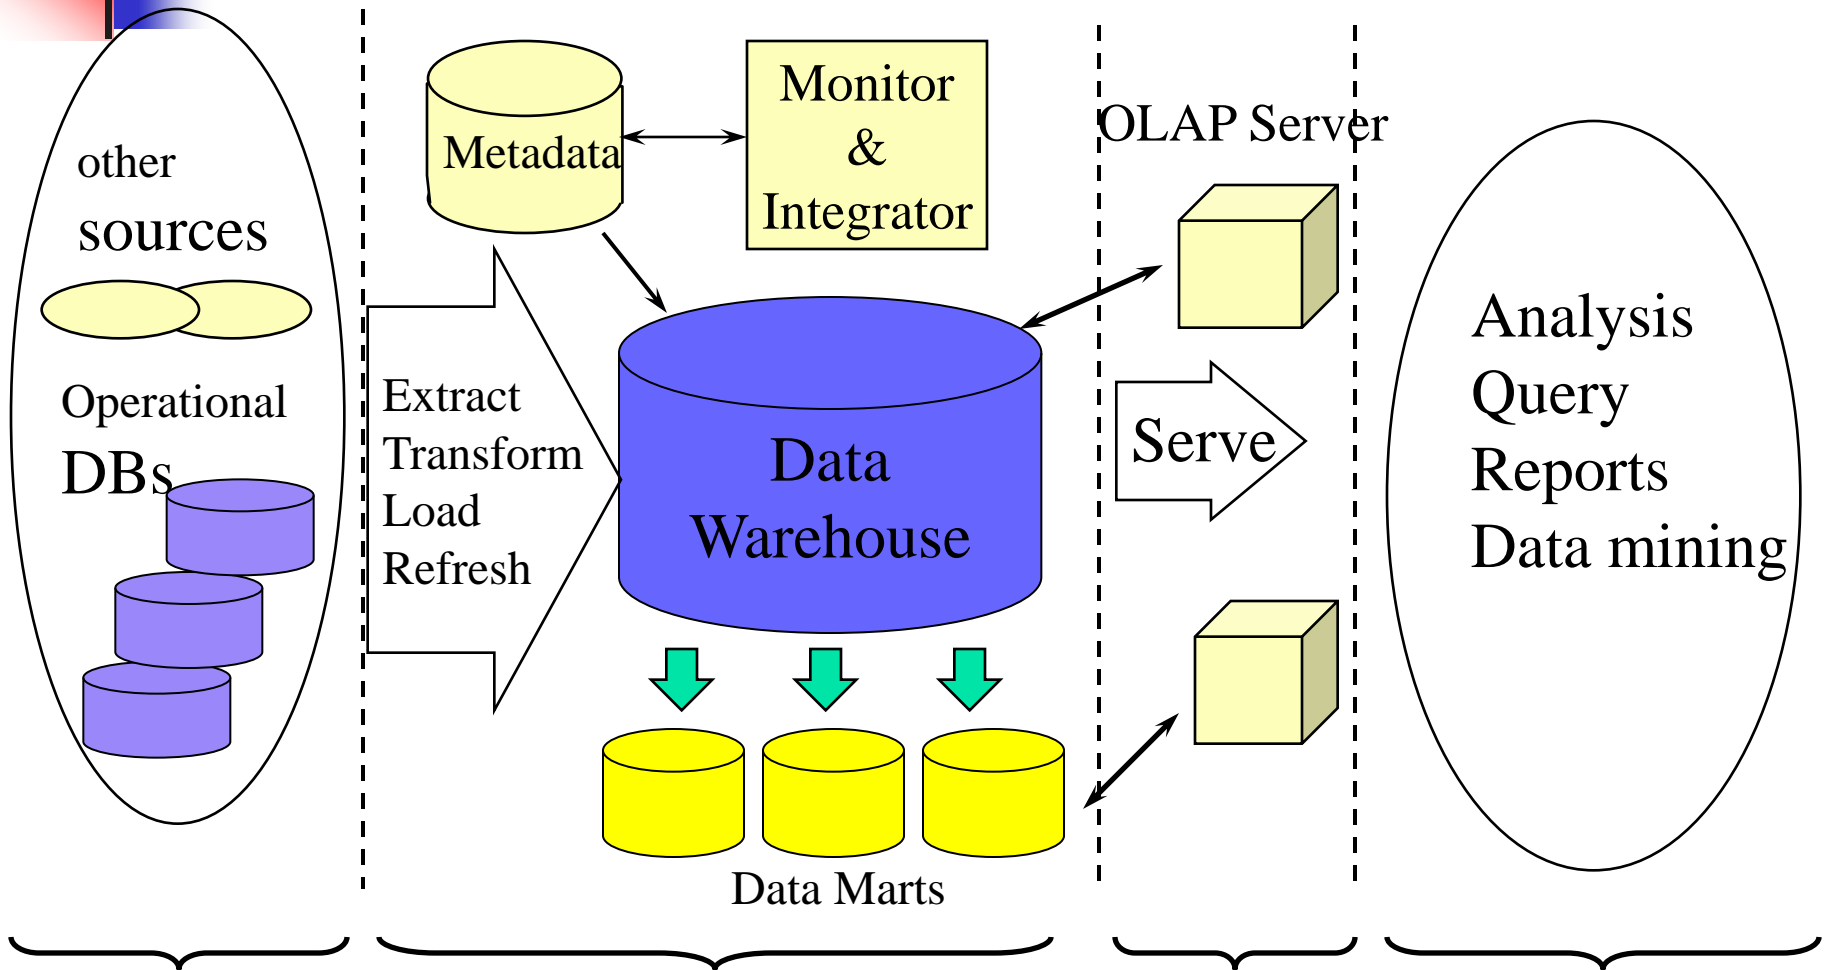 other
sources
Operational
DBs
Metadata
Monitor
&
Integrator
Extract
Transform
Load
Refresh
Data
Warehouse
Data Marts
OLAP Server
Serve
Analysis
Query
Reports
Data mining